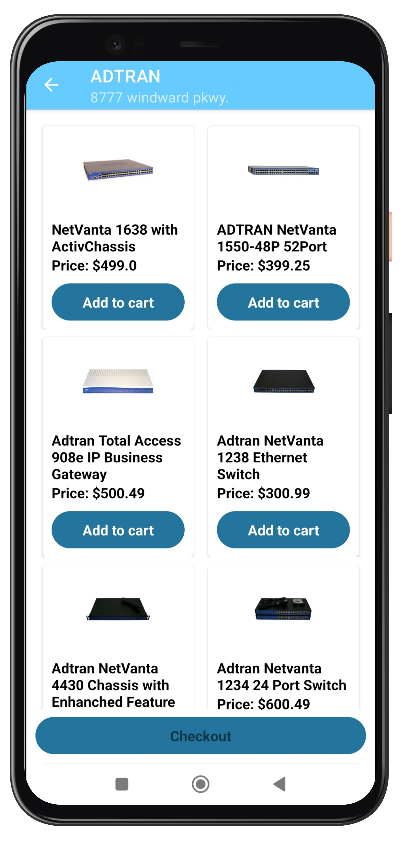 ADTRAN
8777 windward pkwy.
NetVanta 1638 with
ActivChassis
Price: $499.0
Add to cart
ADTRAN NetVanta
1550-48P 52Port
Price: $399.25
Add to cart
Adtran Total Access
908e IP Business
Gateway
Price: $500.49
Add to cart
Adtran NetVanta
1238 Ethernet
Switch
Price: $300.99
Add to cart
Adtran NetVanta
4430 Chassis with
Enhanched Feature
Adtran Netvanta
1234 24 Port Switch
Price: $600.49
Checkout